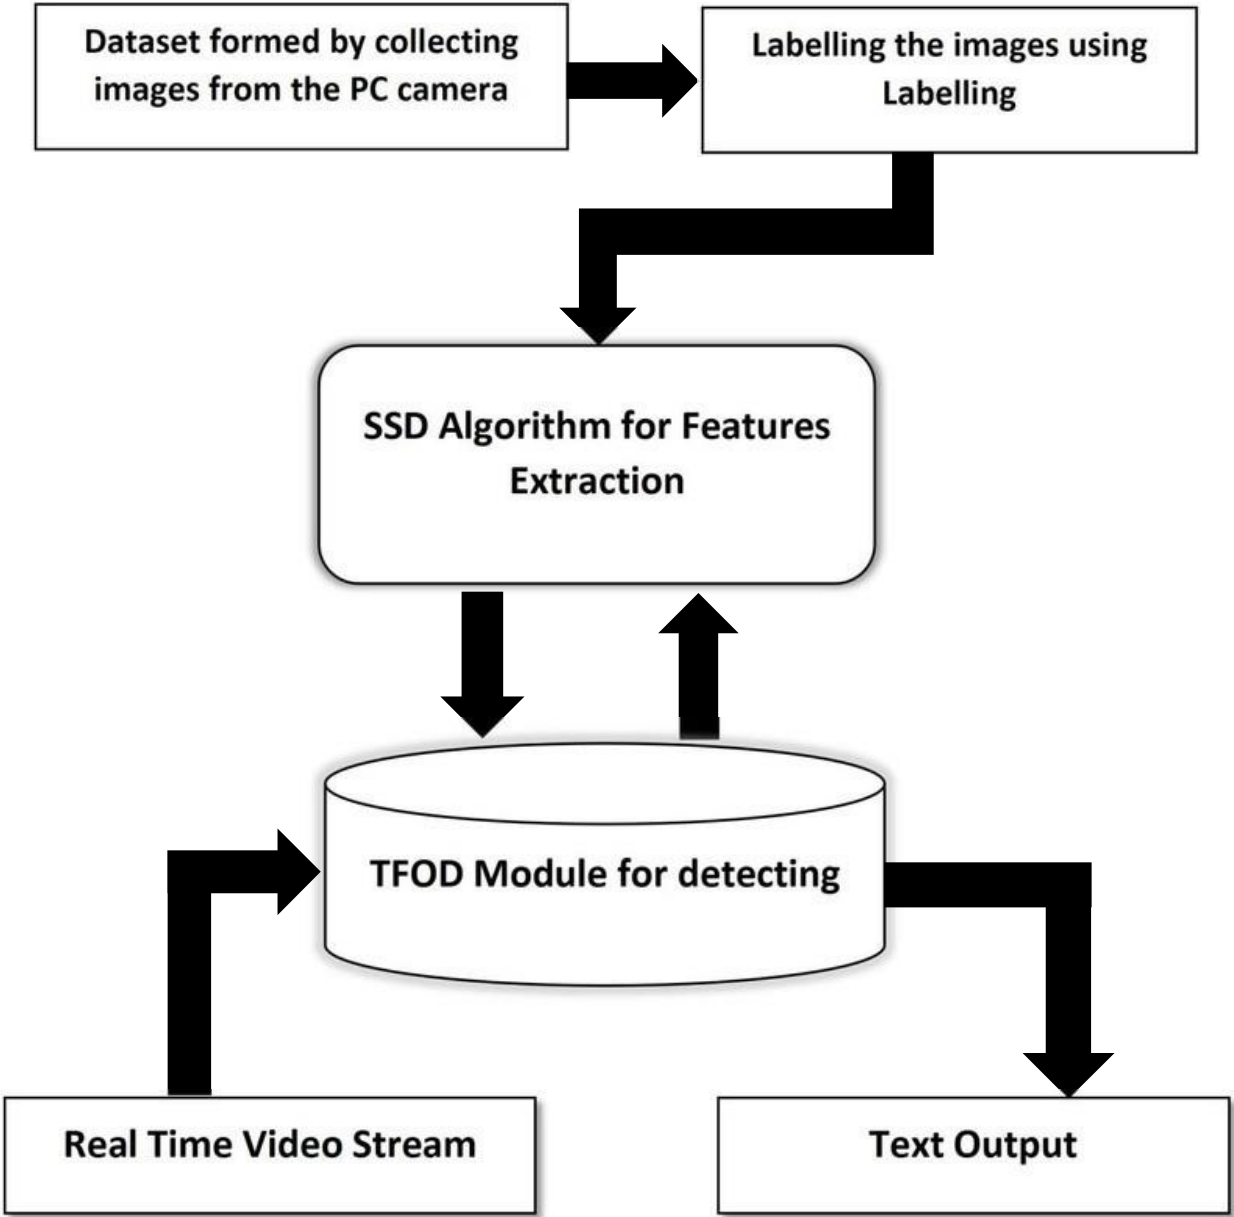 Dataset formed by collecting
images from the PC camera
Labelling the images using
Labelling
SSD Algorithm for Features
Extraction
TFOD Module for detecting
Real Time Video Stream
Text Output